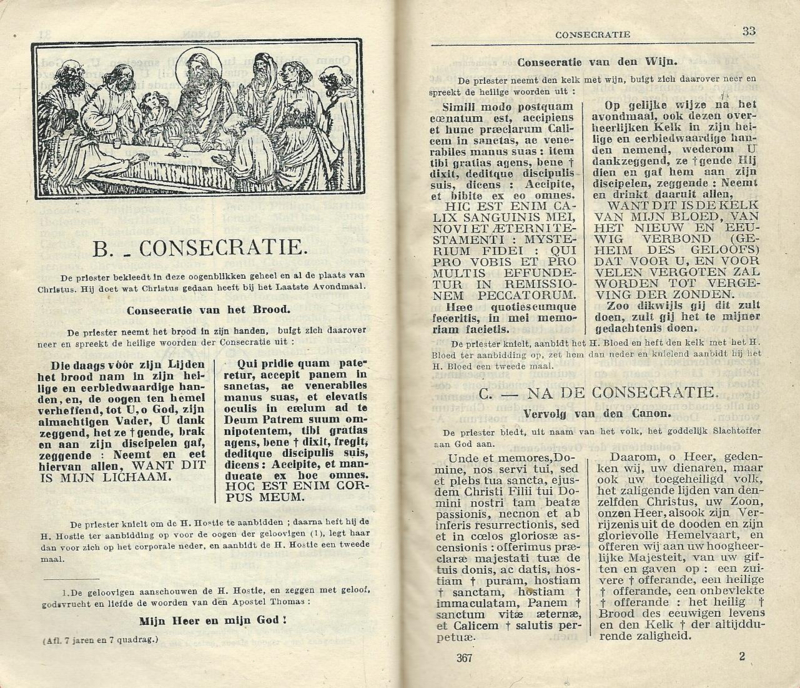 B. - CONSECRATIE.
De priester bekleedt in deze oogenblikken geheel en al de plaats van
Christus. Hij doet wat Christus gedaan heeft bij het Laatste Avondmaal.
Consecratie van het Brood.
De priester neemt het brood in zijn handen, buigt zich daarover
neer en spreekt de heilige woorden der Consecratie uit :
Die daags vóór zijn Lijden
het brood nam in zijn hei-
lige en eerbiedwaardige han-
den, en, de oogen ten hemel
verheffend, tot U, o God, zijn
almachtigen Vader, U dank
zeggend, het ze † gende, brak
en aan zijn discipelen gaf,
zeggende : Neemt en eet
hiervan allen, WANT DIT
IS MIJN LICHAAM.
Qui pridie quam pate-
retur, accepit panem in
sanctas, ac venerabiles
manus suas, et elevatis
oculis in cœlum ad te
Deum Patrem suum om-
nipotentem, tibi gratias
agens, bene † dixit, fregit,
deditque discipulis suis,
dicens : Accipite, et man-
ducate ex hoc omnes.
HOC EST ENIM COR-
PUS MEUM.
De priester knielt om de H. Hostie te aanbidden ; daarna heft hij de
H. Hostie ter aanbidding op voor de oogen der geloovigen (1), legt haar
dan voor zich op het corporale neder, en aanbidt de H. Hostie een tweede
maal.
1. De geloovigen aanschouwen de H. Hostie, en zeggen met geloof,
godsvrucht en liefde de woorden van den Apostel Thomas :
Mijn Heer en mijn God !
(Afl. 7 jaren en 7 quadrag.)
CONSECRATIE 33
Consecratie van den Wijn.
De priester neemt den kelk met wijn, buigt zich daarover neer en
spreekt de heilige woorden uit :
Simili modo postquam
cœnatum est, accipiens
et hunc præclarum Cali-
cem in sanctas, ac vene-
rabiles manus suas : item
tibi gratias agens, bene †
dixit, deditque discipulis
suis, dicens : Accipite,
et bibite ex eo omnes.
HIC EST ENIM CA-
LIX SANGUINIS MEI,
NOVI ET ÆTERNI TE-
STAMENTI : MYSTE-
RIUM FIDEI : QUI
PRO VOBIS ET PRO
MULTIS EFFUNDE-
TUR IN REMISSIO-
NEM PECCATORUM.
Hæc quotiescumque
feceritis, in mei memo-
riam facietis.
Op gelijke wijze na het
avondmaal, ook dezen over-
heerlijken Kelk in zijn hei-
lige en eerbiedwaardige han-
den nemend, wederom U
dankzeggend, ze † gende Hij
dien en gaf hem aan zijn
discipelen, zeggende : Neemt
en drinkt daaruit allen,
WANT DIT IS DE KELK
VAN MIJN BLOED, VAN
HET NIEUW EN EEU-
WIG VERBOND (GE-
HEIM DES GELOOFS)
DAT VOOR U, EN VOOR
VELEN VERGOTEN ZAL
WORDEN TOT VERGE-
VING DER ZONDEN.
Zoo dikwijls gij dit zult
doen, zult gij het te mijner
gedachtenis doen.
De priester knielt, aanbidt het H. Bloed en heft den kelk met het H.
Bloed ter aanbidding op, zet hem dan neder en knielend aanbidt hij het
H. Bloed een tweede maal.
C. — NA DE CONSECRATIE.
Vervolg van den Canon.
De priester biedt, uit naam van het volk, het goddelijk Slachtoffer
aan God aan.
Unde et memores, Do-
mine, nos servi tui, sed
et plebs tua sancta, ejus-
dem Christi Filii tui Do-
mini nostri tam beatæ
passionis, necnon et ab
inferis resurrectionis, sed
et in cœlos gloriosæ as-
censionis : offerimus præ-
claræ majestati tuæ de
tuis donis, ac datis, hos-
tiam † puram, hostiam
† sanctam, hostiam †
immaculatam, Panem †
sanctum vitæ æternæ,
et Calicem † salutis per-
petuæ.
Daarom, o Heer, geden-
ken wij, uw dienaren, maar
ook uw toegeheiligd volk,
het zaligende lijden van den-
zelfden Christus, uw Zoon,
onzen Heer, alsook zijn Ver-
rijzenis uit de dooden en zijn
glorievolle Hemelvaart, en
offeren wij aan uw hoogheer-
lijke Majesteit, van uw gif-
ten en gaven op : een zui-
vere † offerande, een heilige
† offerande, een onbevlekte
† offerande : het heilig †
Brood des eeuwigen levens
en den Kelk † der altijddu-
rende zaligheid.
367 2